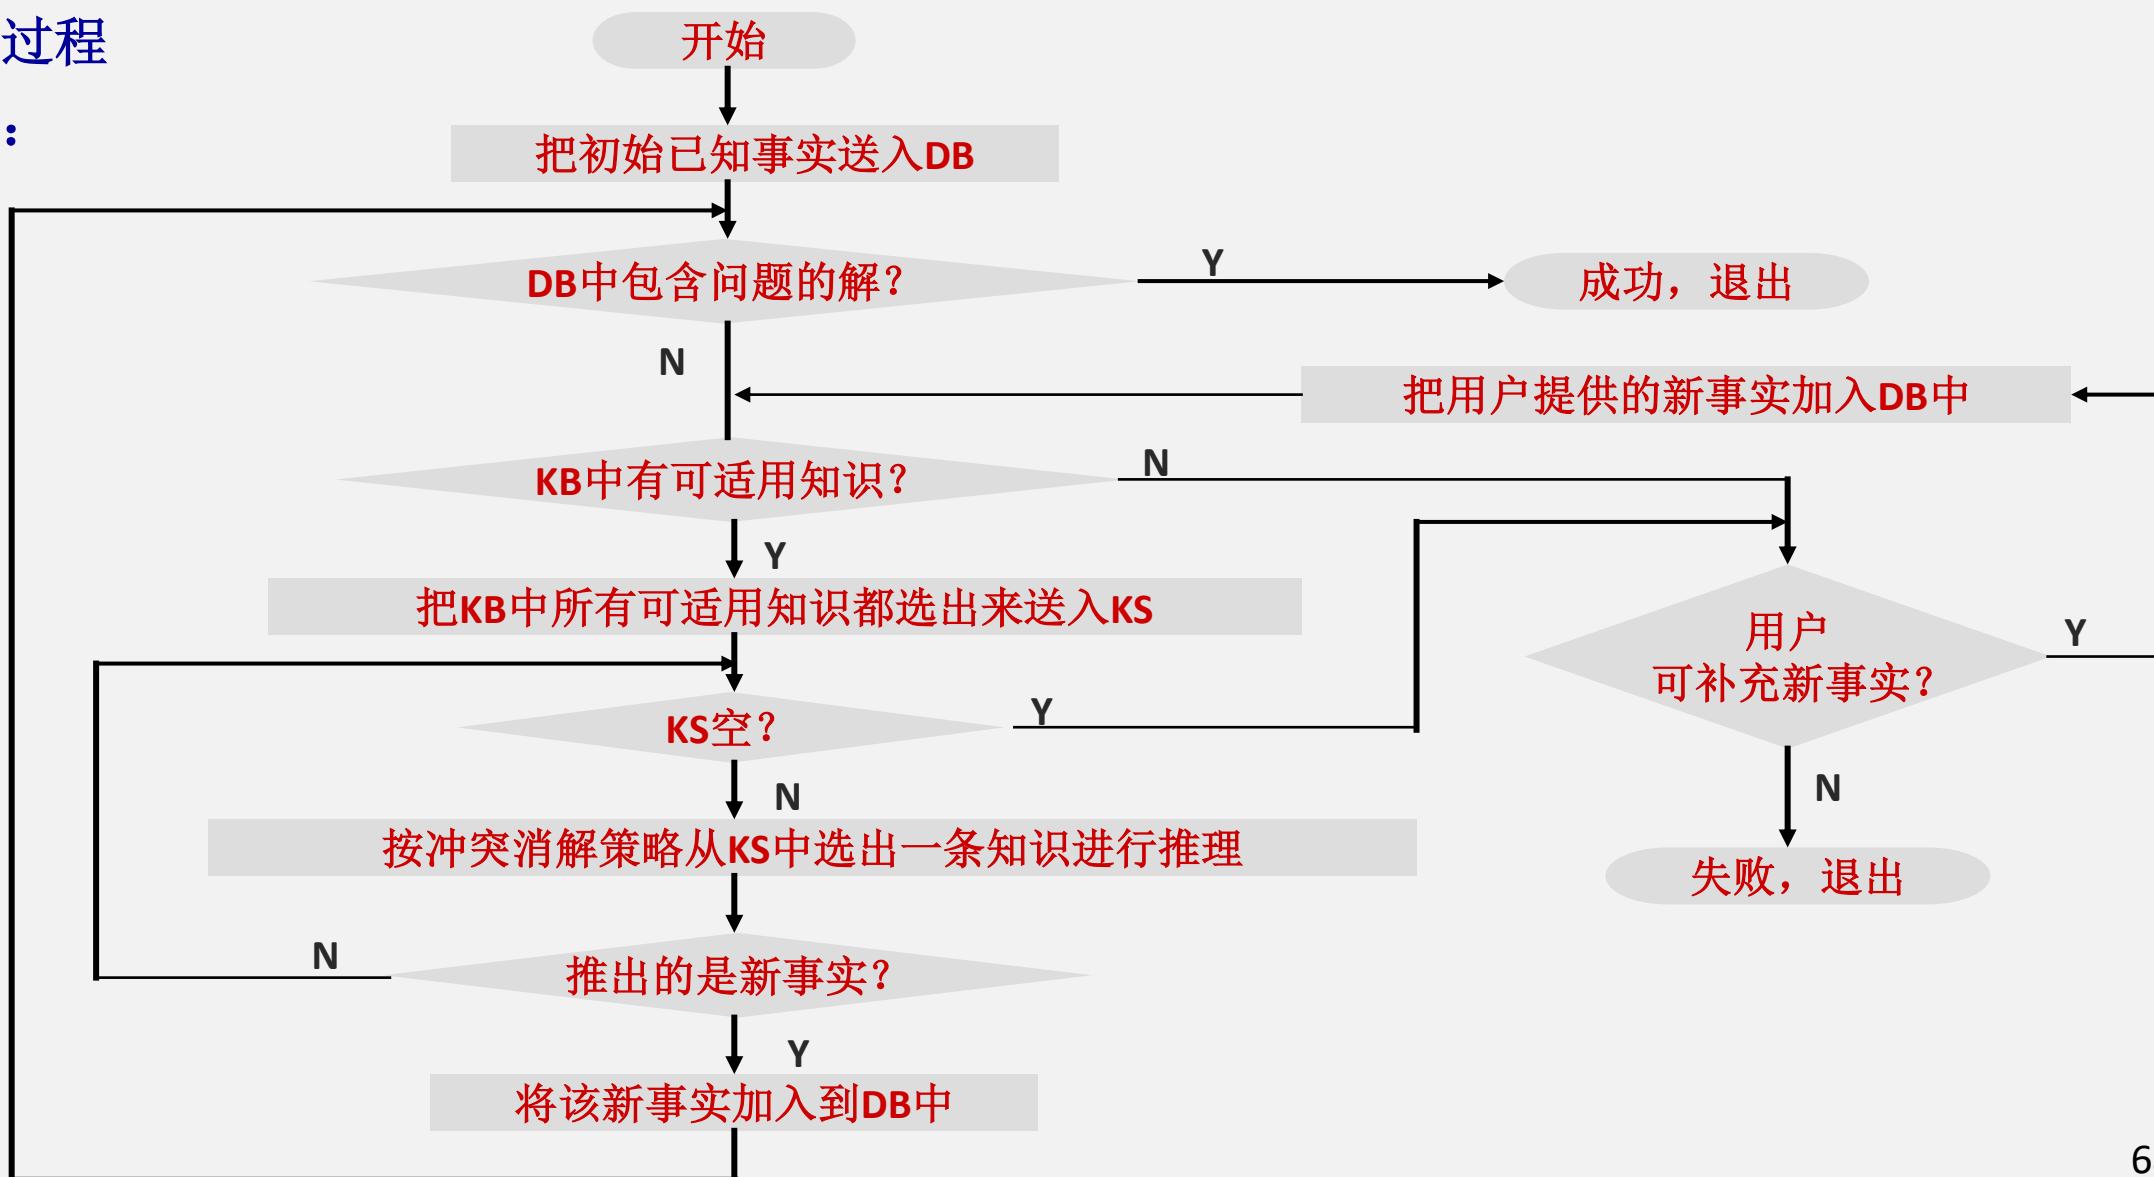 过程
：
开始
把初始已知事实送入DB
DB中包含问题的解？
Y
成功，退出
N
把用户提供的新事实加入DB中
KB中有可适用知识？
N
Y
把KB中所有可适用知识都选出来送入KS
用户
可补充新事实？
Y
KS空？
Y
N
N
按冲突消解策略从KS中选出一条知识进行推理
失败，退出
N
推出的是新事实？
Y
将该新事实加入到DB中
6